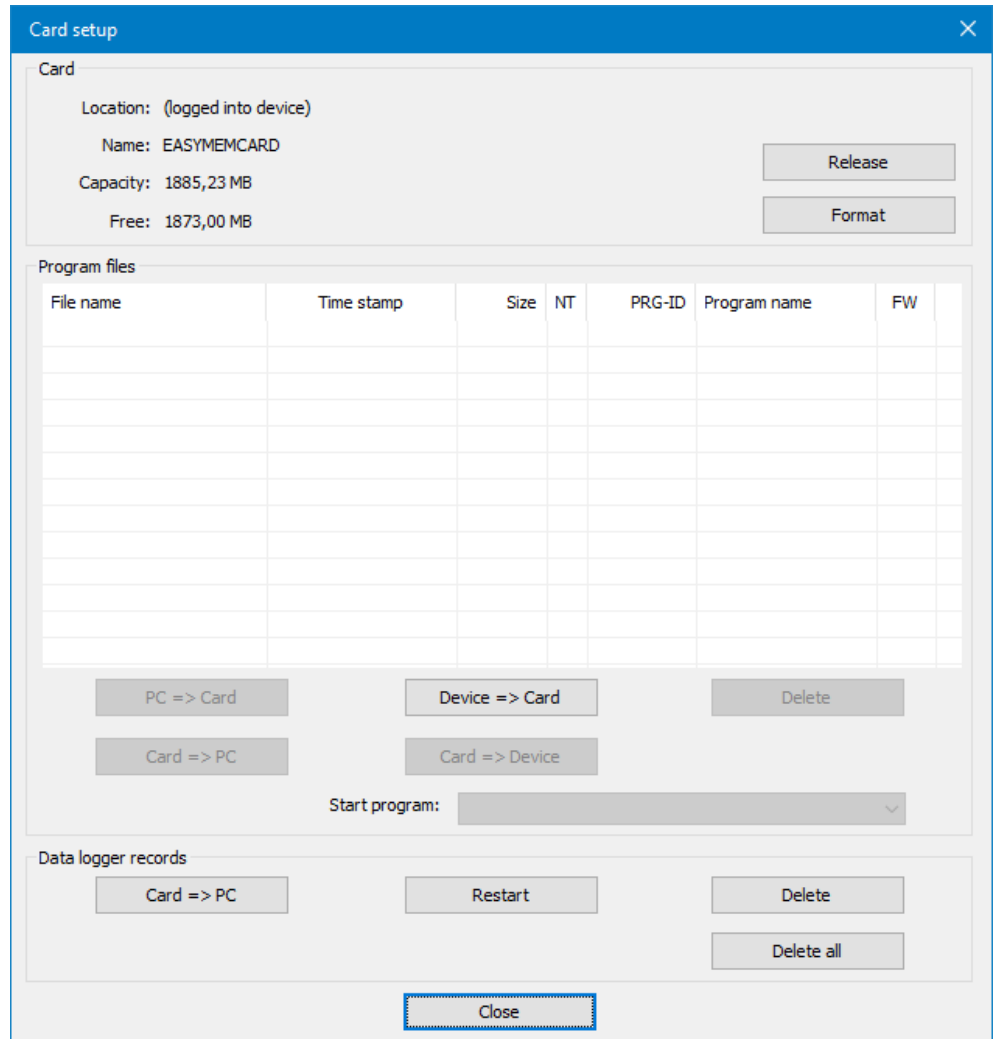 Card setup
Card
Location: (logged into device)
Name: EASYMEMCARD
Capacity: 1885,23 MB
Free: 1873,00 MB
Release
Format
Program files
File name Time stamp Size NT PRG-ID Program name FW
PC => Card Device => Card Delete
Card => PC Card => Device
Start program:
Data logger records
Card => PC Restart Delete
Delete all
Close